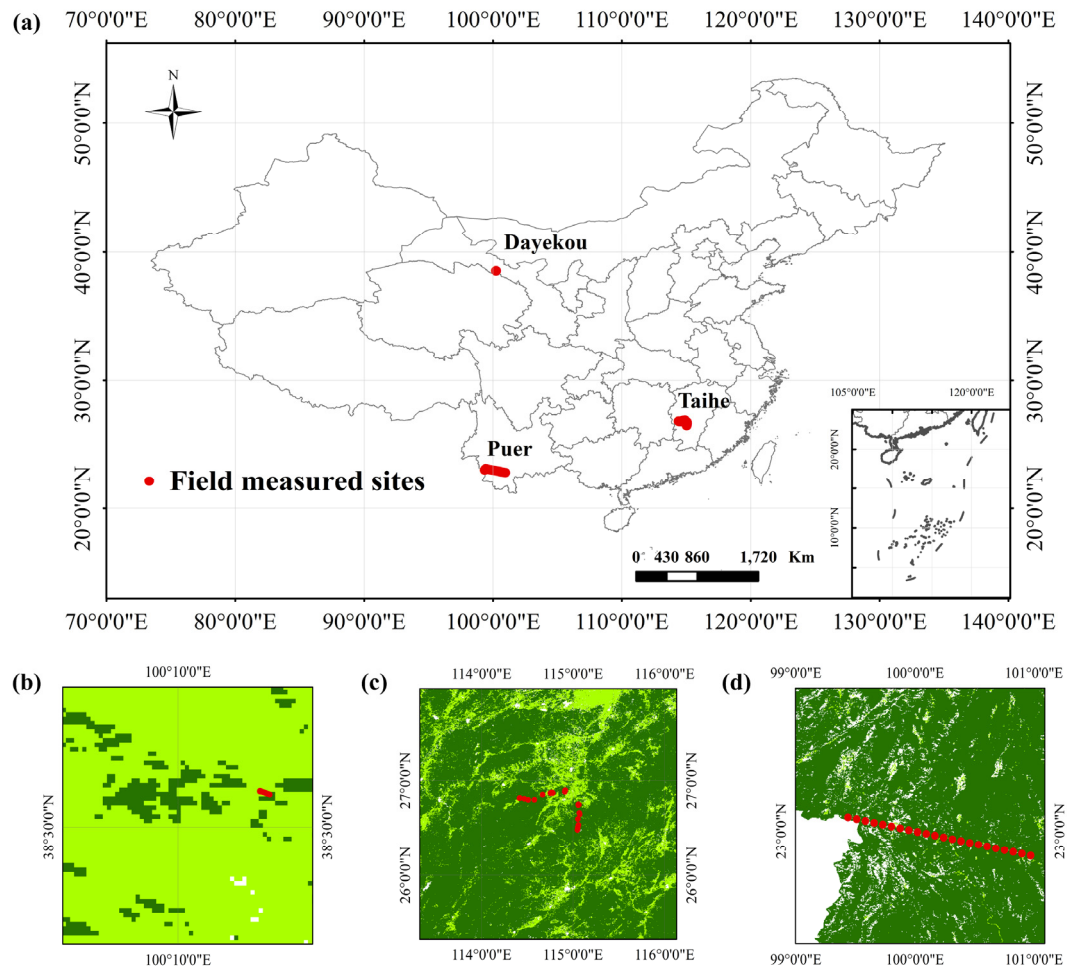 (a)
70°0'0"E 80°0'0"E 90°0'0"E 100°0'0"E 110°0'0"E 120°0'0"E 130°0'0"E 140°0'0"E
N
50°0'0"N 50°0'0"N
Dayekou
40°0'0"N 40°0'0"N
30°0'0"N 30°0'0"N
Taihe
105°0'0"E 120°0'0"E
Puer
20°0'0"N
Field measured sites
20°0'0"N 20°0'0"N
10°0'0"N
0 430 860 1,720 Km
70°0'0"E 80°0'0"E 90°0'0"E 100°0'0"E 110°0'0"E 120°0'0"E 130°0'0"E 140°0'0"E
(b)
100°10'0"E
38°30'0"N 38°30'0"N
100°10'0"E
(c)
114°0'0"E 115°0'0"E 116°0'0"E
27°0'0"N 27°0'0"N
26°0'0"N 26°0'0"N
114°0'0"E 115°0'0"E 116°0'0"E
(d)
99°0'0"E 100°0'0"E 101°0'0"E
23°0'0"N 23°0'0"N
99°0'0"E 100°0'0"E 101°0'0"E